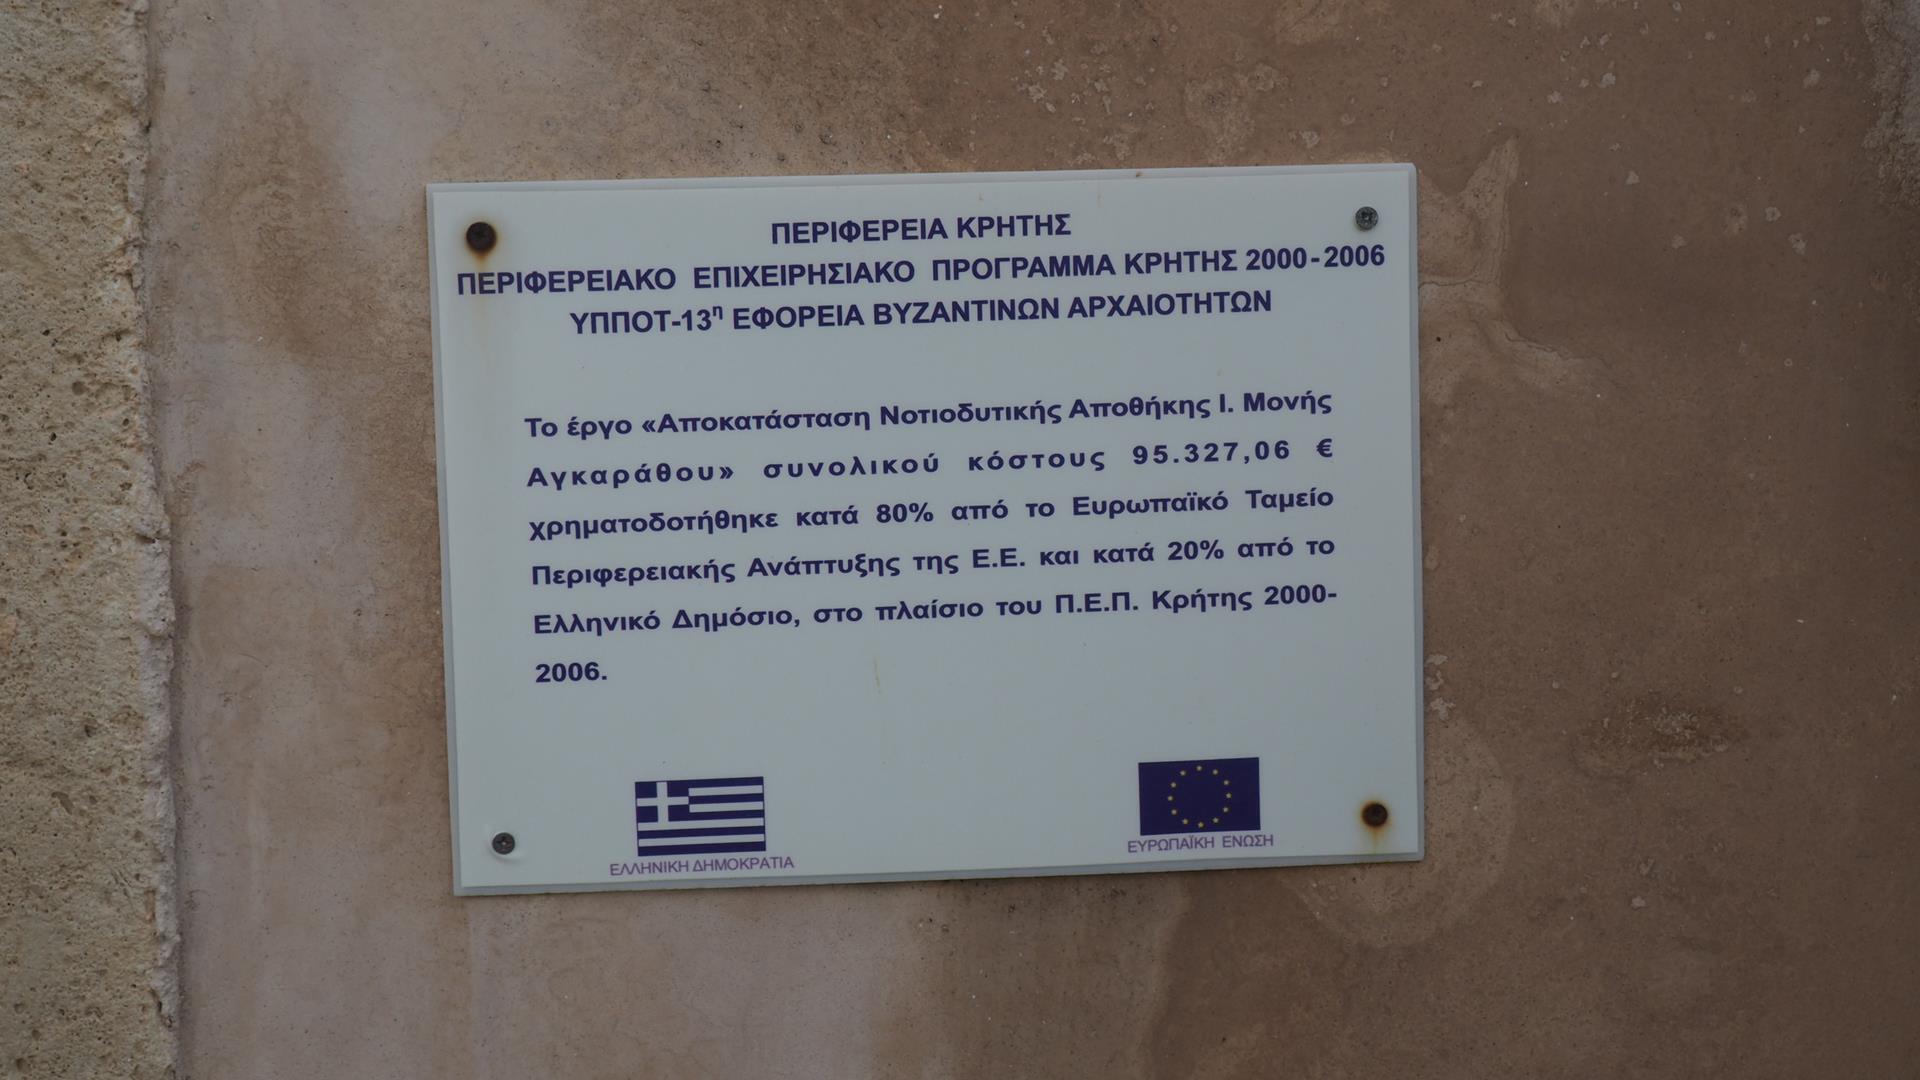 ΠΕΡΙΦΕΡΕΙΑ ΚΡΗΤΗΣ
ΠΕΡΙΦΕΡΕΙΑΚΟ ΕΠΙΧΕΙΡΗΣΙΑΚΟ ΠΡΟΓΡΑΜΜΑ ΚΡΗΤΗΣ 2000-2006
ΥΠΠΟΤ-13η ΕΦΟΡΕΙΑ ΒΥΖΑΝΤΙΝΩΝ ΑΡΧΑΙΟΤΗΤΩΝ
Το έργο «Αποκατάσταση Νοτιοδυτικής Αποθήκης Ι. Μονής
Αγκαράθου» συνολικού κόστους 95.327,06 €
χρηματοδοτήθηκε κατά 80% από το Ευρωπαϊκό Ταμείο
Περιφερειακής Ανάπτυξης της Ε.Ε. και κατά 20% από το
Ελληνικό Δημόσιο, στο πλαίσιο του Π.Ε.Π. Κρήτης 2000-
2006.
ΕΛΛΗΝΙΚΗ ΔΗΜΟΚΡΑΤΙΑ
ΕΥΡΩΠΑΪΚΗ ΕΝΩΣΗ